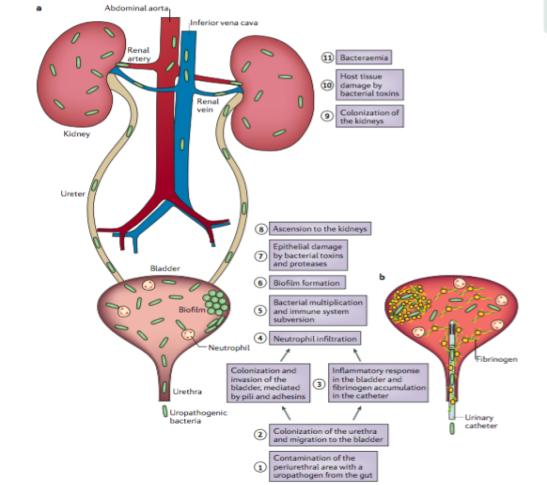 a
Abdominal aorta
Inferior vena cava
Renal
artery
Renal
vein
Kidney
Ureter
11 Bacteraemia
10 Host tissue
damage by
bacterial toxins
9 Colonization of
the kidneys
8 Ascension to the kidneys
7 Epithelial damage
by bacterial toxins
and proteases
6 Biofilm formation
5 Bacterial multiplication
and immune system
subversion
4 Neutrophil infiltration
Colonization and
invasion of the
bladder, mediated
by pili and adhesins
3
Inflammatory response
in the bladder and
fibrinogen accumulation
in the catheter
2 Colonization of the urethra
and migration to the bladder
1 Contamination of the
periurethral area with a
uropathogen from the gut
Bladder
Biofilm
Neutrophil
Urethra
Uropathogenic
bacteria
b
Fibrinogen
Urinary
catheter